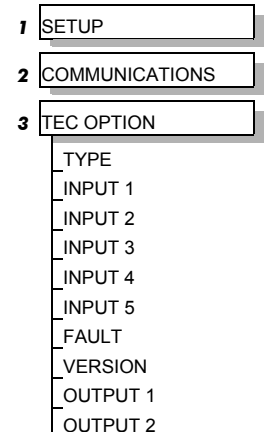 1 SETUP
2 COMMUNICATIONS
3 TEC OPTION
TYPE
INPUT 1
INPUT 2
INPUT 3
INPUT 4
INPUT 5
FAULT
VERSION
OUTPUT 1
OUTPUT 2